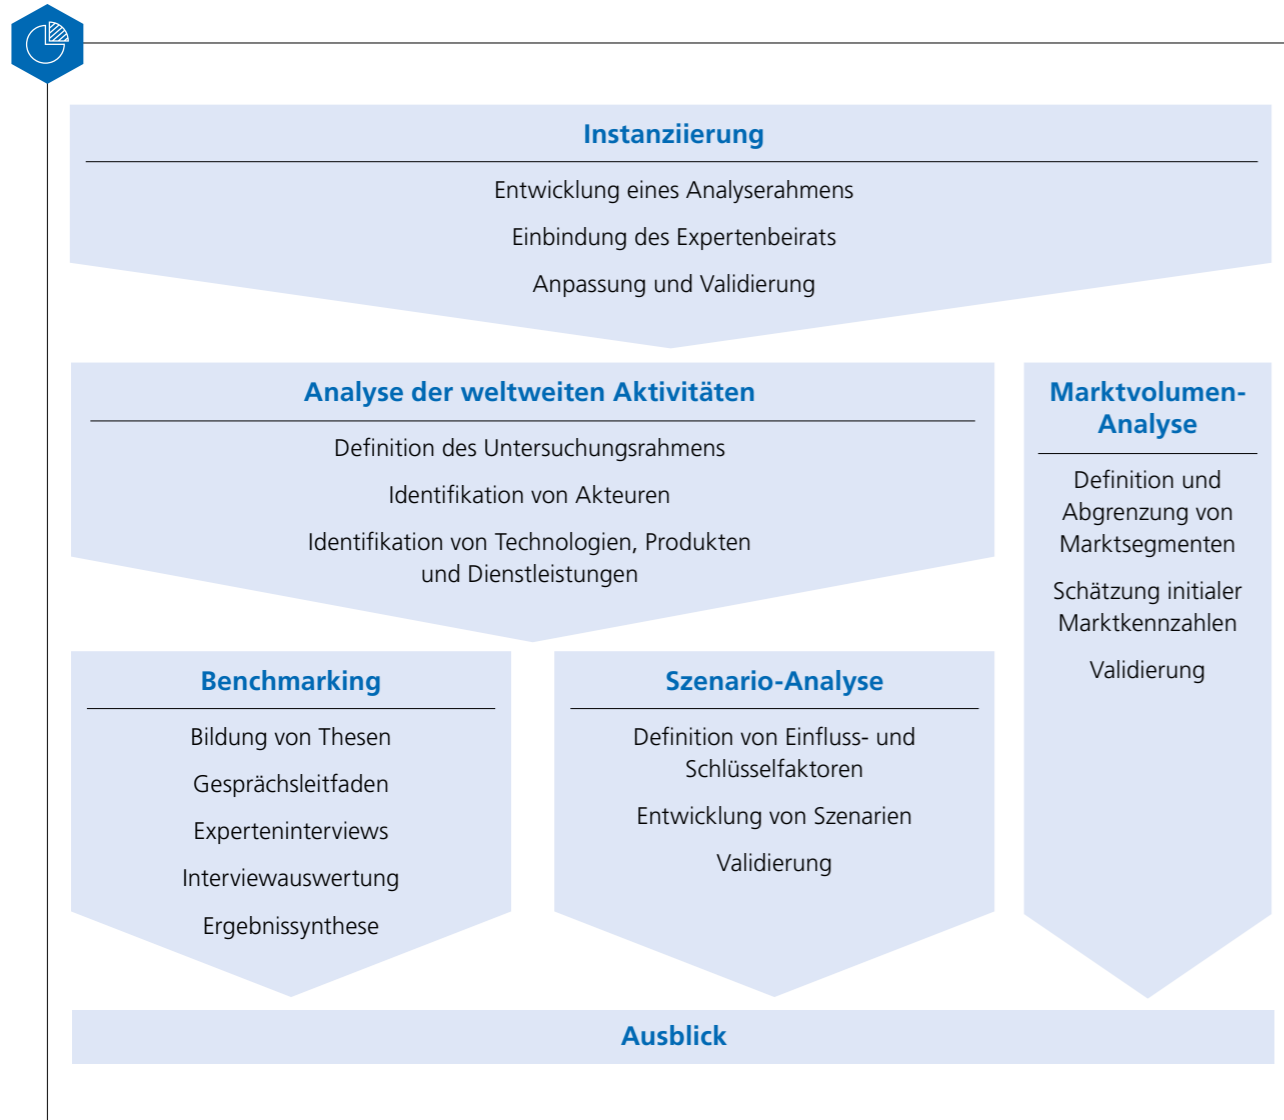 Instanziierung
Entwicklung eines Analyserahmens
Einbindung des Expertenbeirats
Anpassung und Validierung
Analyse der weltweiten Aktivitäten
Definition des Untersuchungsrahmens
Identifikation von Akteuren
Identifikation von Technologien, Produkten
und Dienstleistungen
Marktvolumen-
Analyse
Definition und
Abgrenzung von
Marktsegmenten
Schätzung initialer
Marktkennzahlen
Validierung
Benchmarking
Bildung von Thesen
Gesprächsleitfaden
Experteninterviews
Interviewauswertung
Ergebnissynthese
Szenario-Analyse
Definition von Einfluss- und
Schlüsselfaktoren
Entwicklung von Szenarien
Validierung
Ausblick